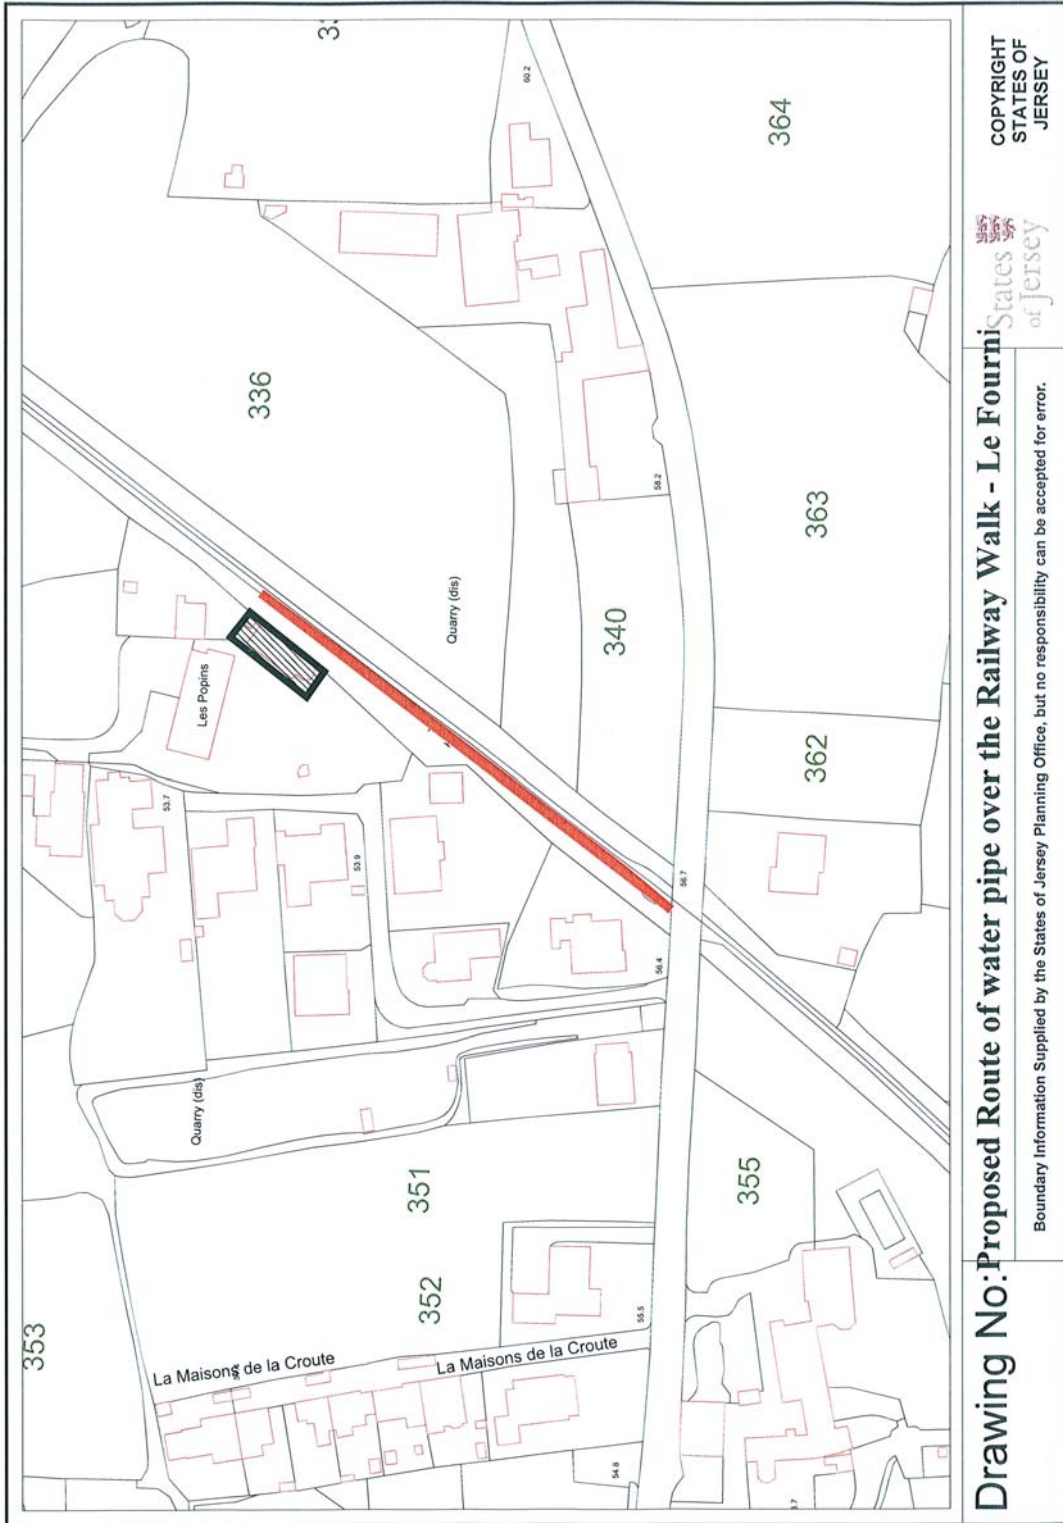 353
La Maisons de la Croute
La Maisons de la Croute
352
351
55.5
54.8
Quarry (dis)
355
53.7
53.9
56.4
56.7
Les Popins
Quarry (dis)
336
340
362
363
58.2
60.2
364
Drawing No:Proposed Route of water pipe over the Railway Walk - Le Fourni
Boundary Information Supplied by the States of Jersey Planning Office, but no responsibility can be accepted for error.
States
of Jersey
COPYRIGHT
STATES OF
JERSEY